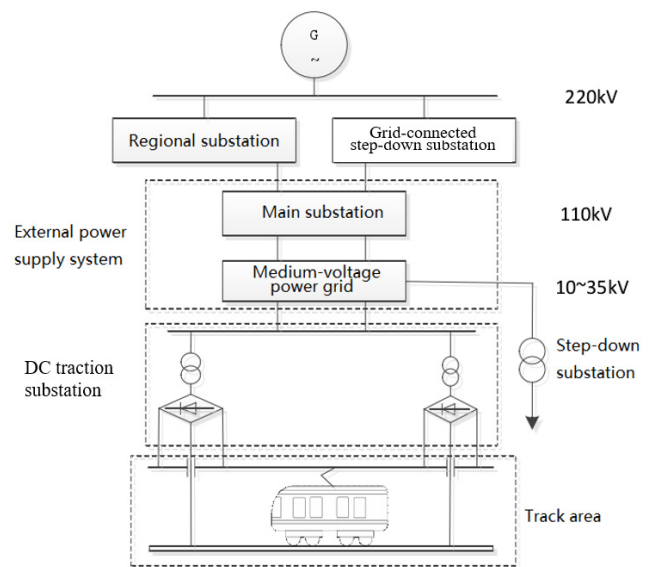 G
~
220kV
Regional substation
Grid-connected
step-down substation
Main substation
110kV
External power
supply system
Medium-voltage
power grid
10~35kV
Step-down
substation
DC traction
substation
Track area